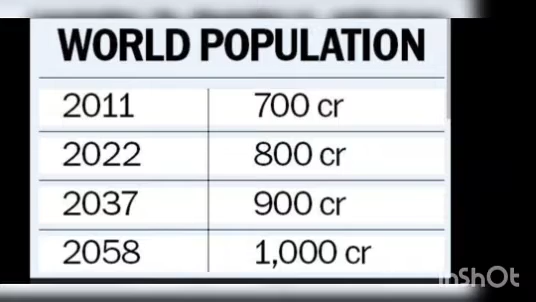 WORLD POPULATION
2011 700 cr
2022 800 cr
2037 900 cr
2058 1,000 cr
InShOt